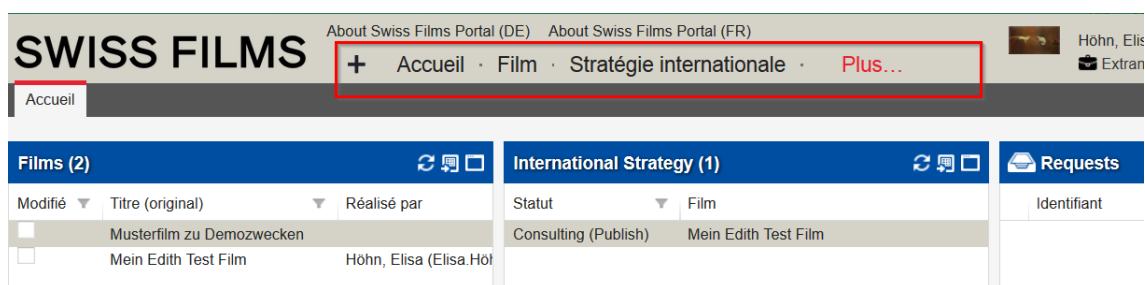 About Swiss Films Portal (DE) About Swiss Films Portal (FR)
SWISS FILMS
+ Accueil · Film · Stratégie internationale · Plus...
Höhn, Elis
Extran
Accueil
Films (2)
International Strategy (1)
Requests
Modifié Titre (original) Réalisé par
Statut Film
Identifiant
Musterfilm zu Demozwecken
Consulting (Publish) Mein Edith Test Film
Mein Edith Test Film Höhn, Elisa (Elisa.Höh